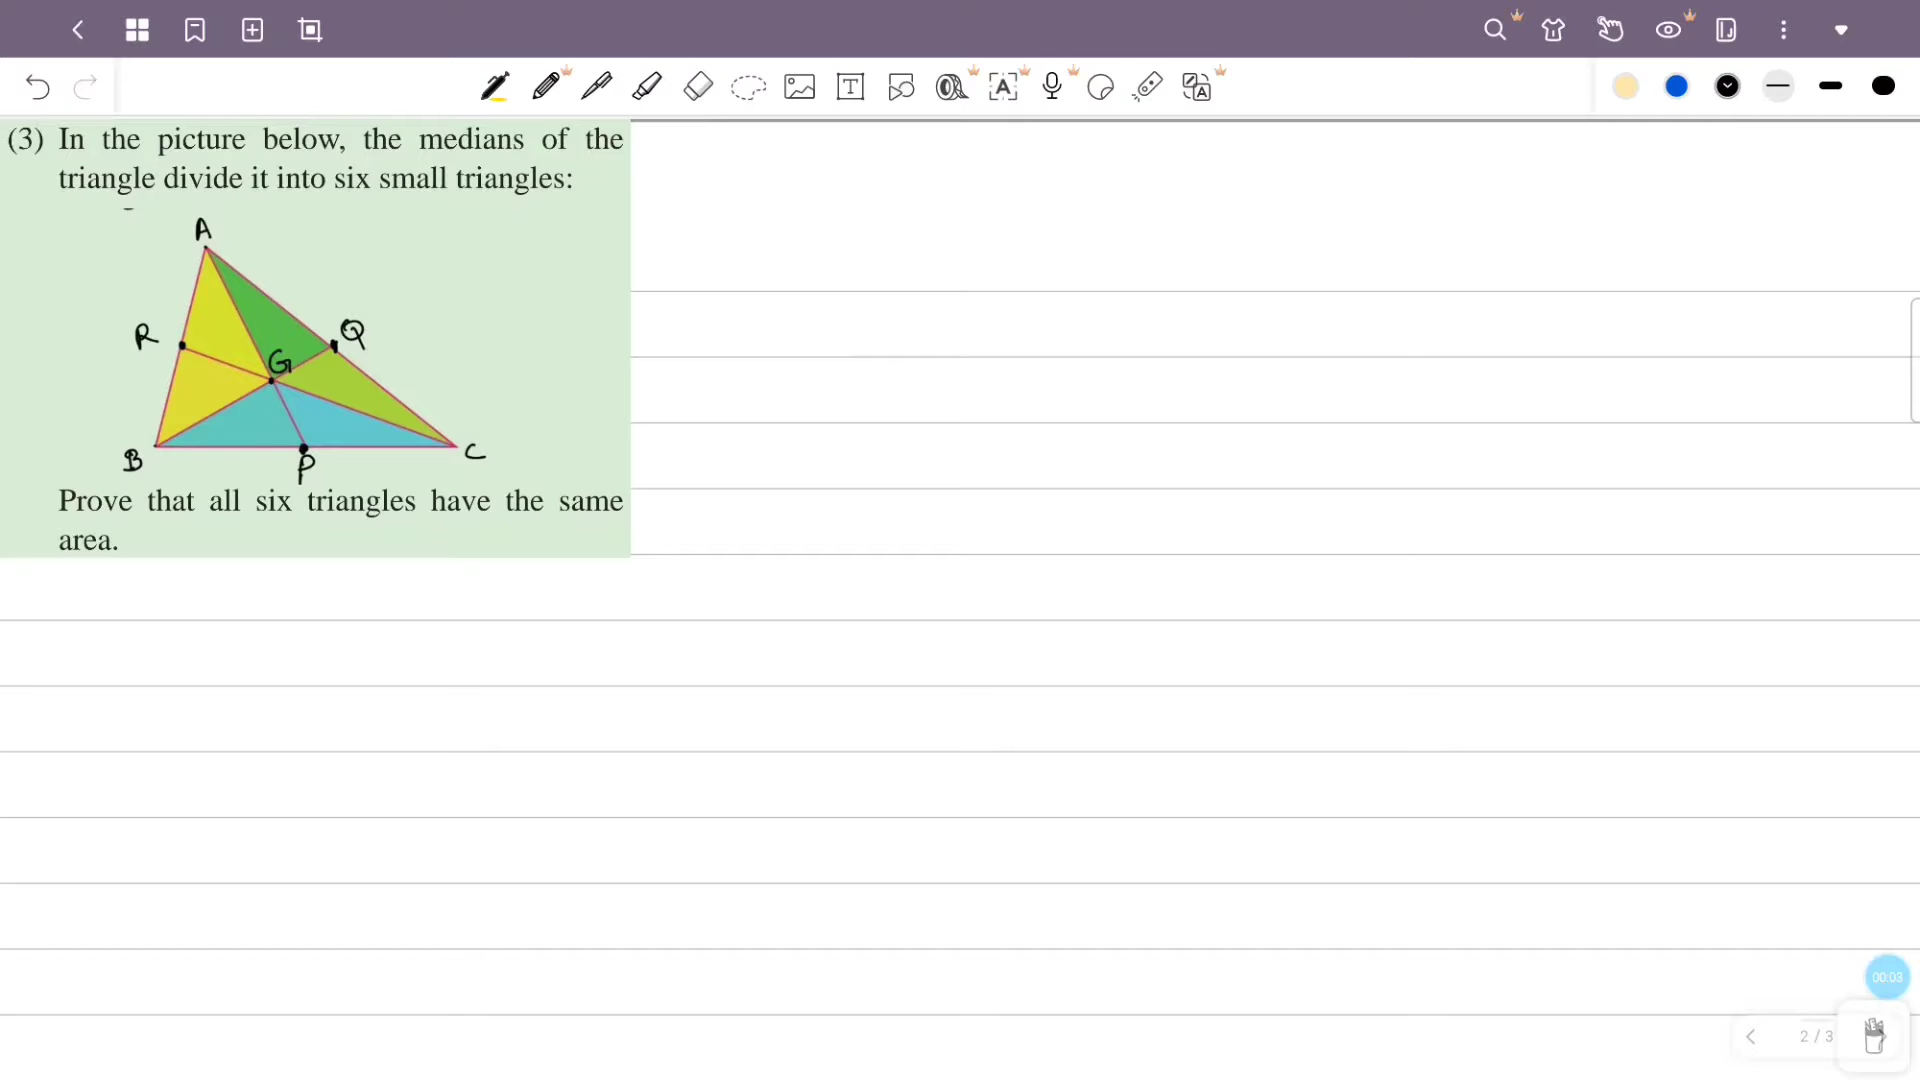 (3) In the picture below, the medians of the
triangle divide it into six small triangles:
A
R
Q
G
B
P
C
Prove that all six triangles have the same
area.
00:03
2 / 3